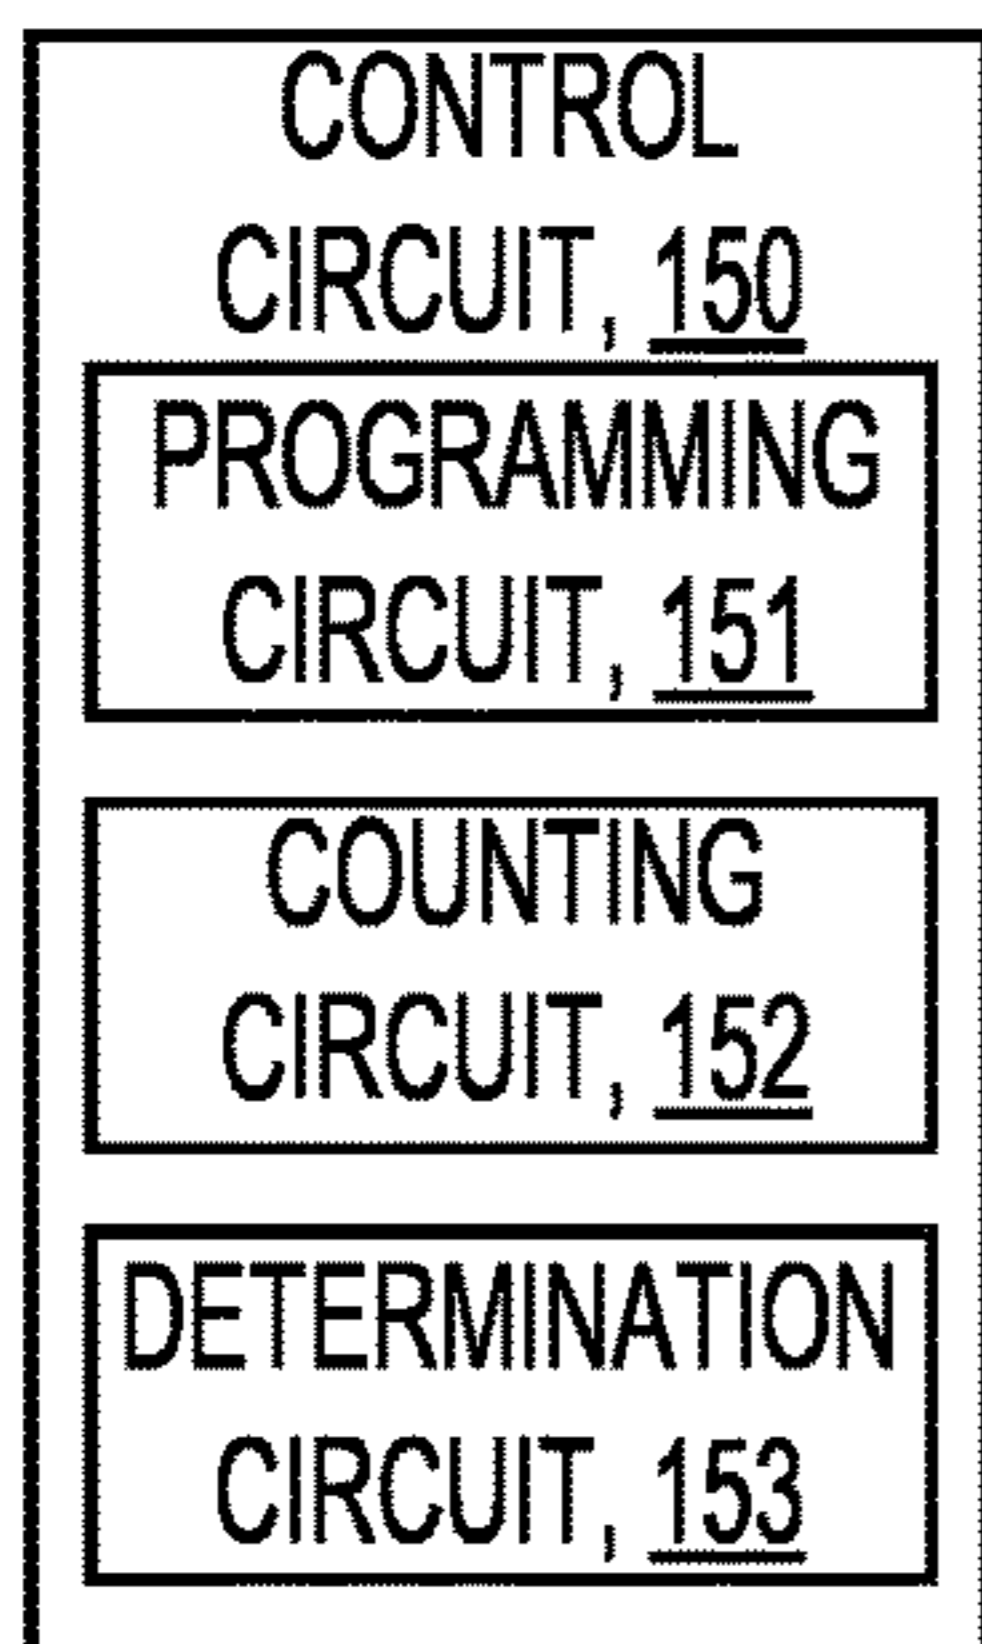 CONTROL
CIRCUIT, 150
PROGRAMMING
CIRCUIT, 151
COUNTING
CIRCUIT, 152
DETERMINATION
CIRCUIT, 153